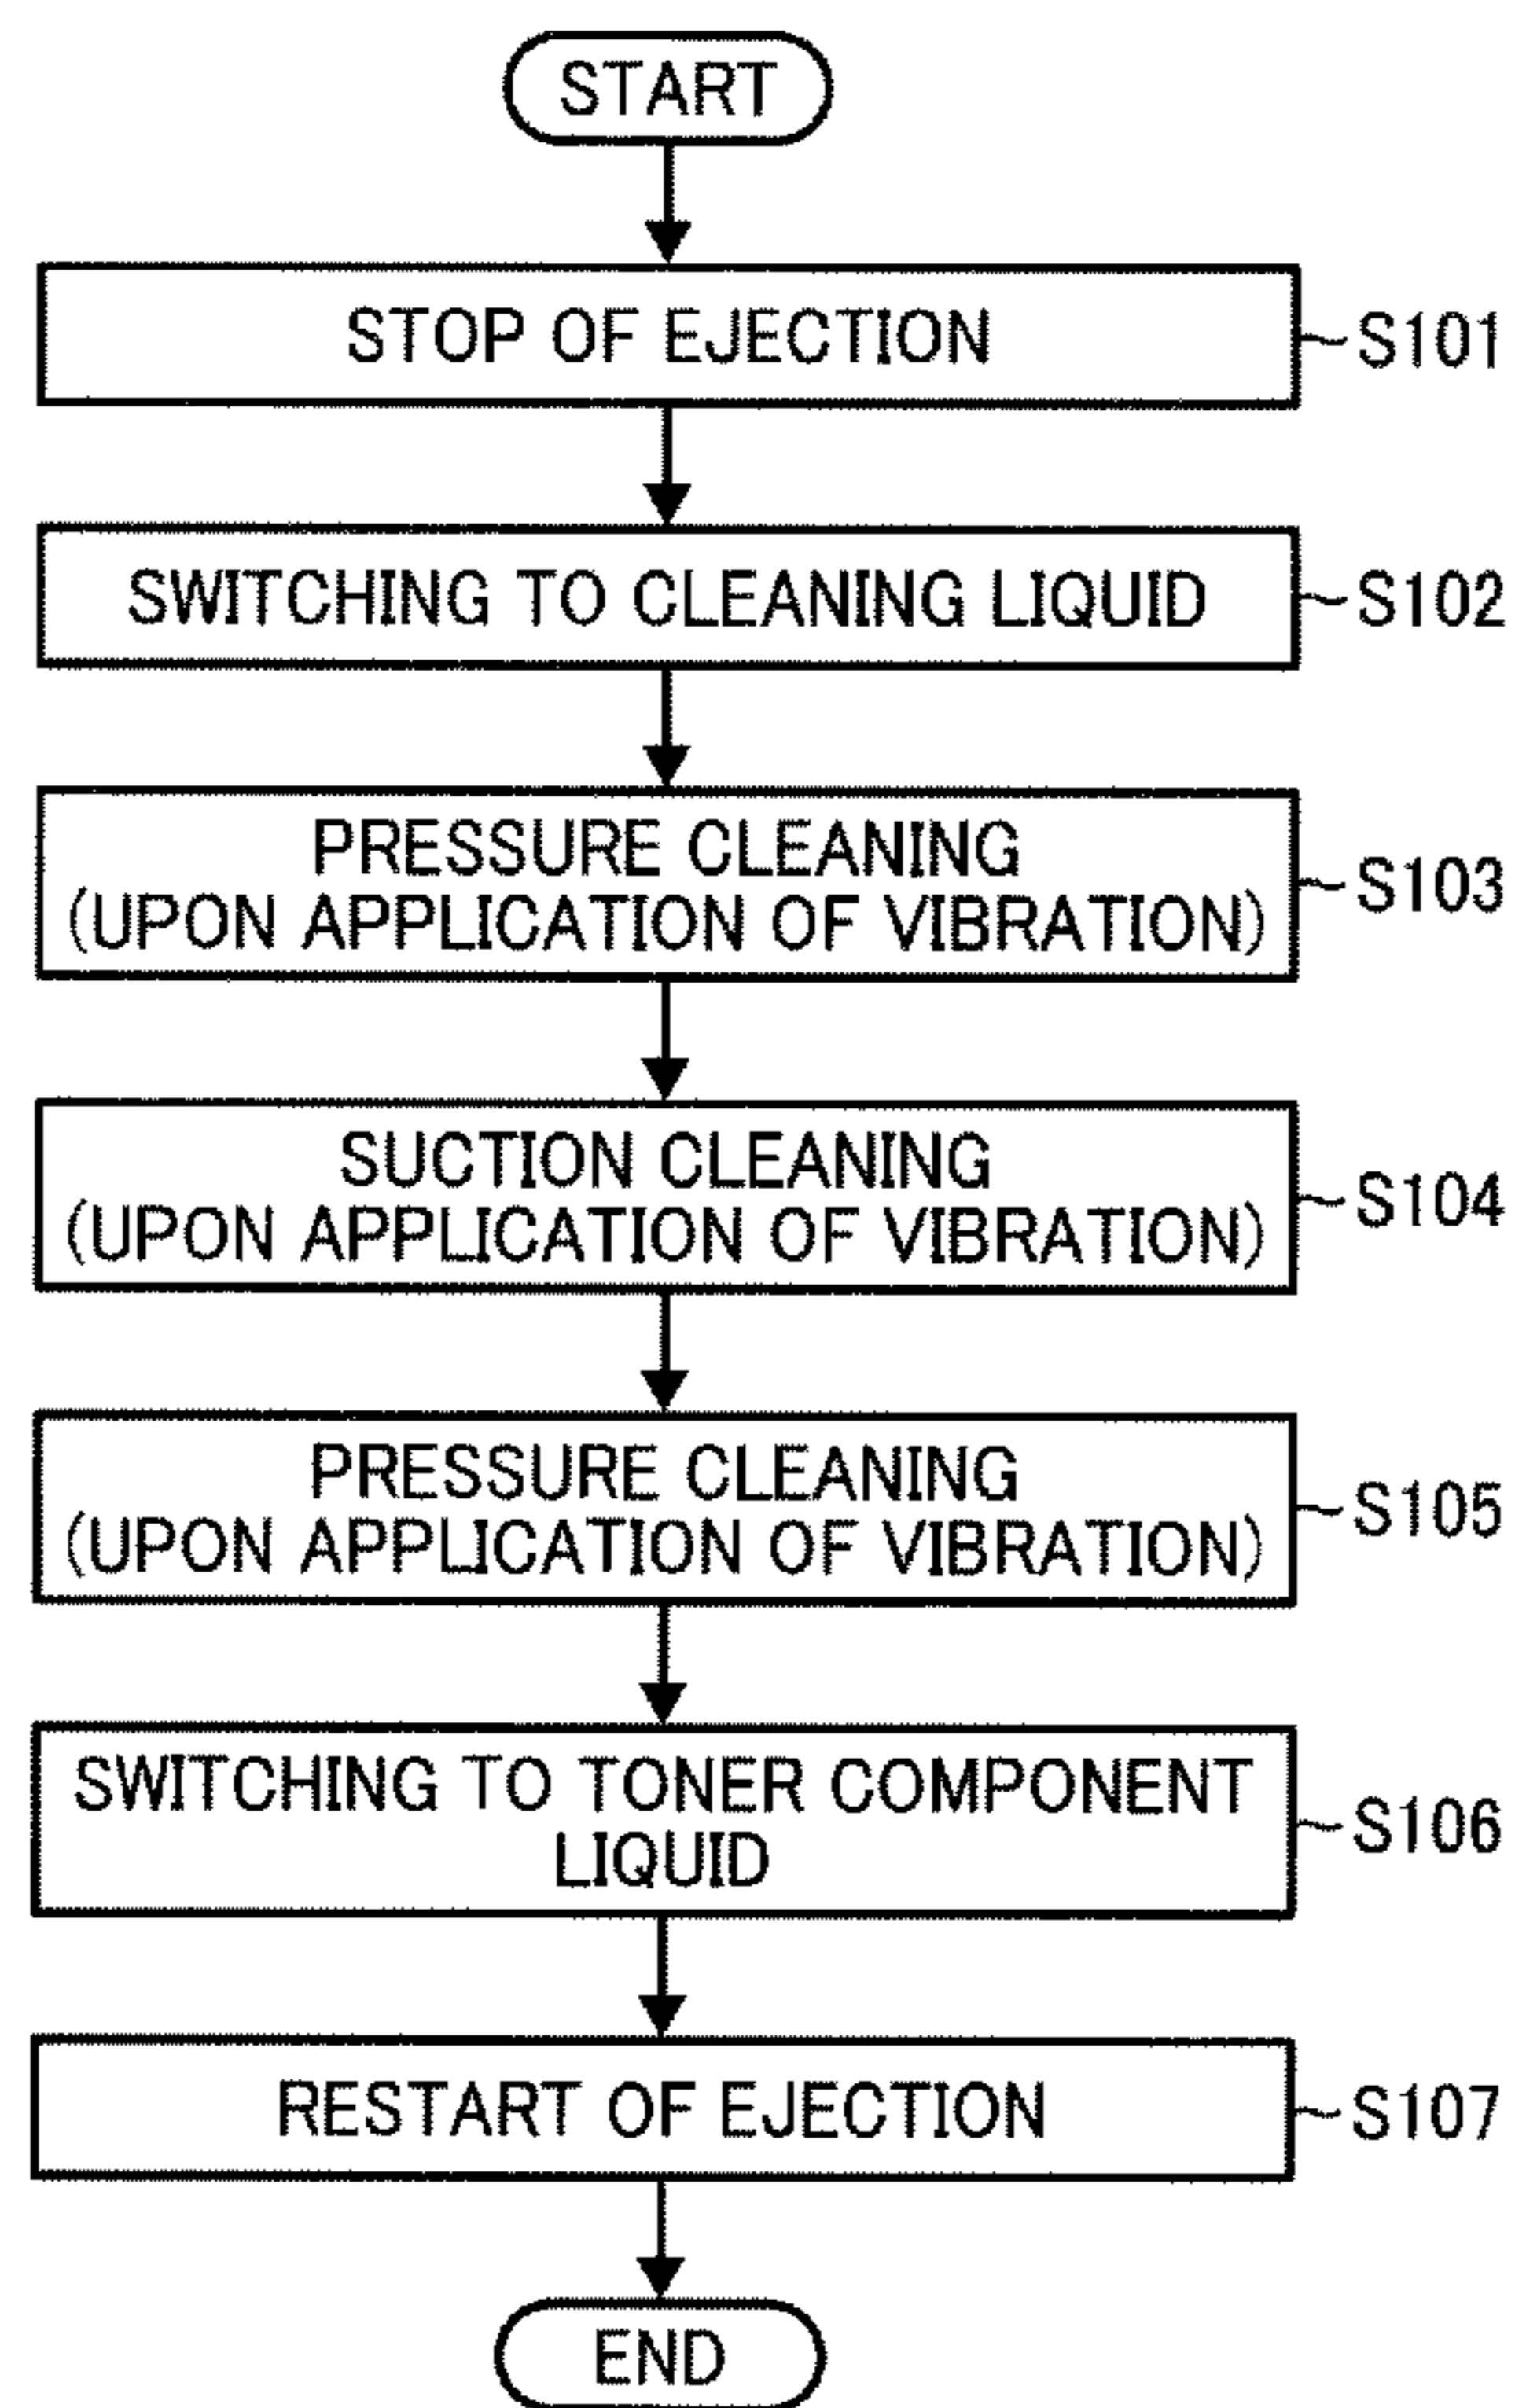 START
STOP OF EJECTION
S101
SWITCHING TO CLEANING LIQUID
S102
PRESSURE CLEANING
(UPON APPLICATION OF VIBRATION)
S103
SUCTION CLEANING
(UPON APPLICATION OF VIBRATION)
S104
PRESSURE CLEANING
(UPON APPLICATION OF VIBRATION)
S105
SWITCHING TO TONER COMPONENT
LIQUID
S106
RESTART OF EJECTION
S107
END